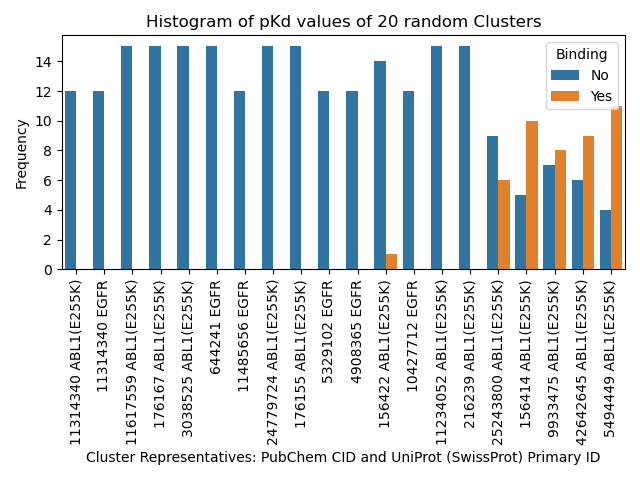 Histogram of pKd values of 20 random Clusters
Binding
No
Yes
Frequency
14
12
10
8
6
4
2
0
11314340 ABL1(E255K)
11314340 EGFR
11617559 ABL1(E255K)
176167 ABL1(E255K)
3038525 ABL1(E255K)
644241 EGFR
11485656 EGFR
24779724 ABL1(E255K)
176155 ABL1(E255K)
5329102 EGFR
4908365 EGFR
156422 ABL1(E255K)
10427712 EGFR
11234052 ABL1(E255K)
216239 ABL1(E255K)
25243800 ABL1(E255K)
156414 ABL1(E255K)
9933475 ABL1(E255K)
42642645 ABL1(E255K)
5494449 ABL1(E255K)
Cluster Representatives: PubChem CID and UniProt (SwissProt) Primary ID